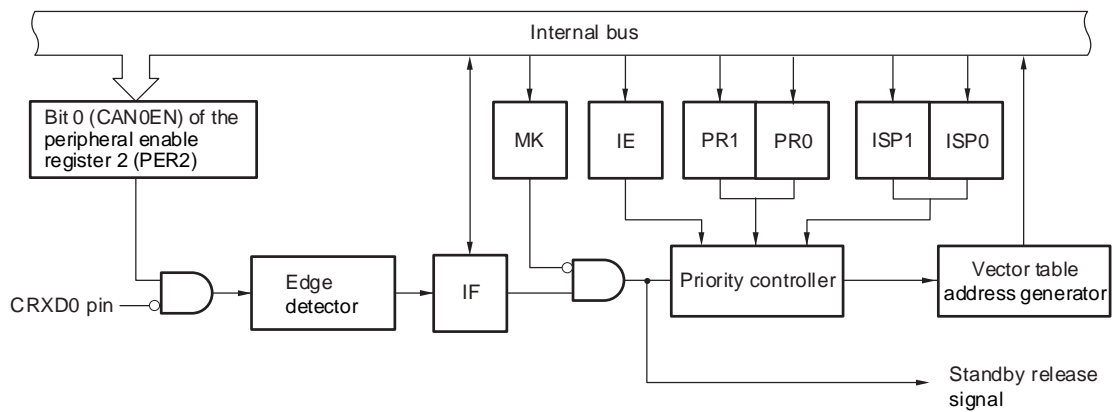 Internal bus
Bit 0 (CAN0EN) of the
peripheral enable
register 2 (PER2)
MK
IE
PR1
PR0
ISP1
ISP0
CRXD0 pin
Edge
detector
IF
Priority controller
Vector table
address generator
Standby release
signal